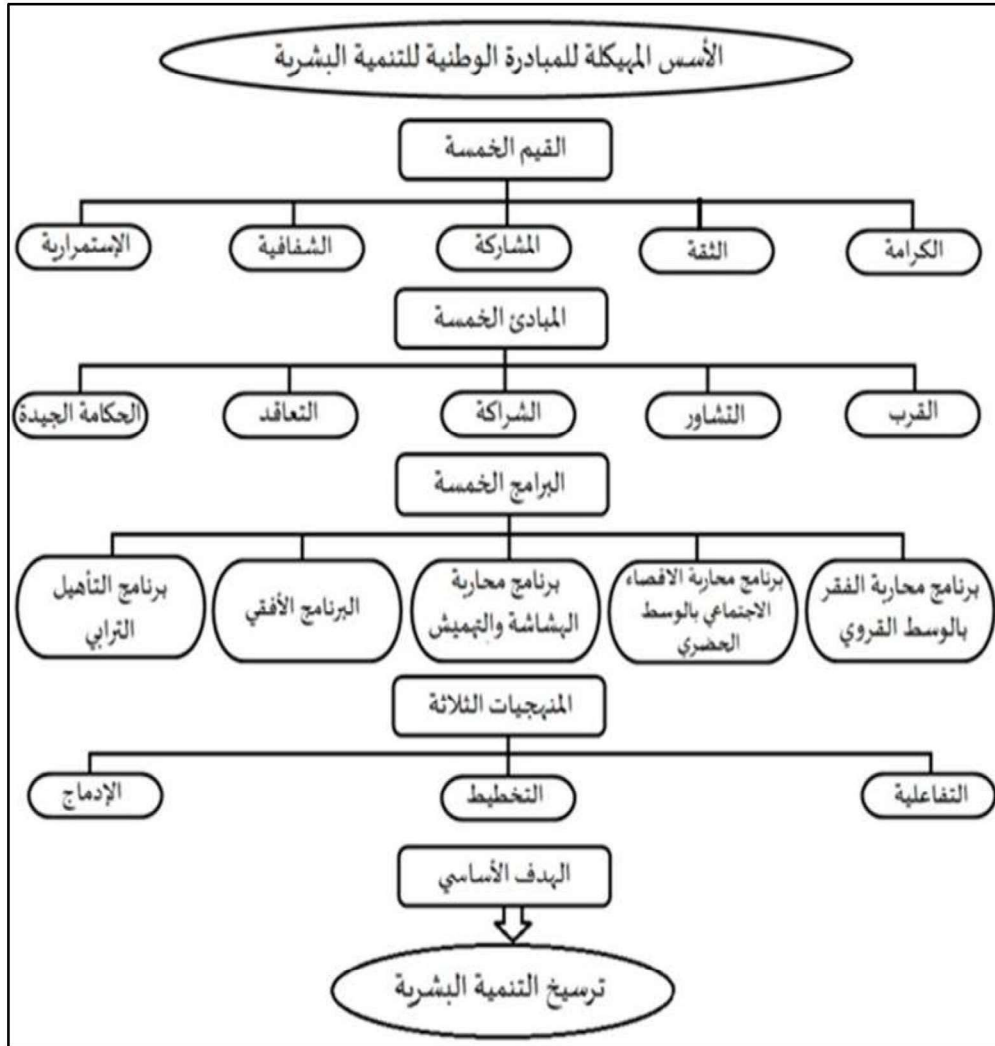 الأسس المهيكلة للمبادرة الوطنية للتنمية البشرية
القيم الخمسة
الكرامة
الثقة
المشاركة
الشفافية
الإستمرارية
المبادئ الخمسة
القرب
التشاور
الشراكة
التعاقد
الحكامة الجيدة
البرامج الخمسة
برنامج محاربة الفقر
بالوسط القروي
برنامج محاربة الاقصاء
الاجتماعي بالوسط
الحضري
برنامج محاربة
الهشاشة والتهميش
البرنامج الأفقي
برنامج التأهيل
الترابي
المنهجيات الثلاثة
التفاعلية
التخطيط
الإدماج
الهدف الأساسي
ترسيخ التنمية البشرية